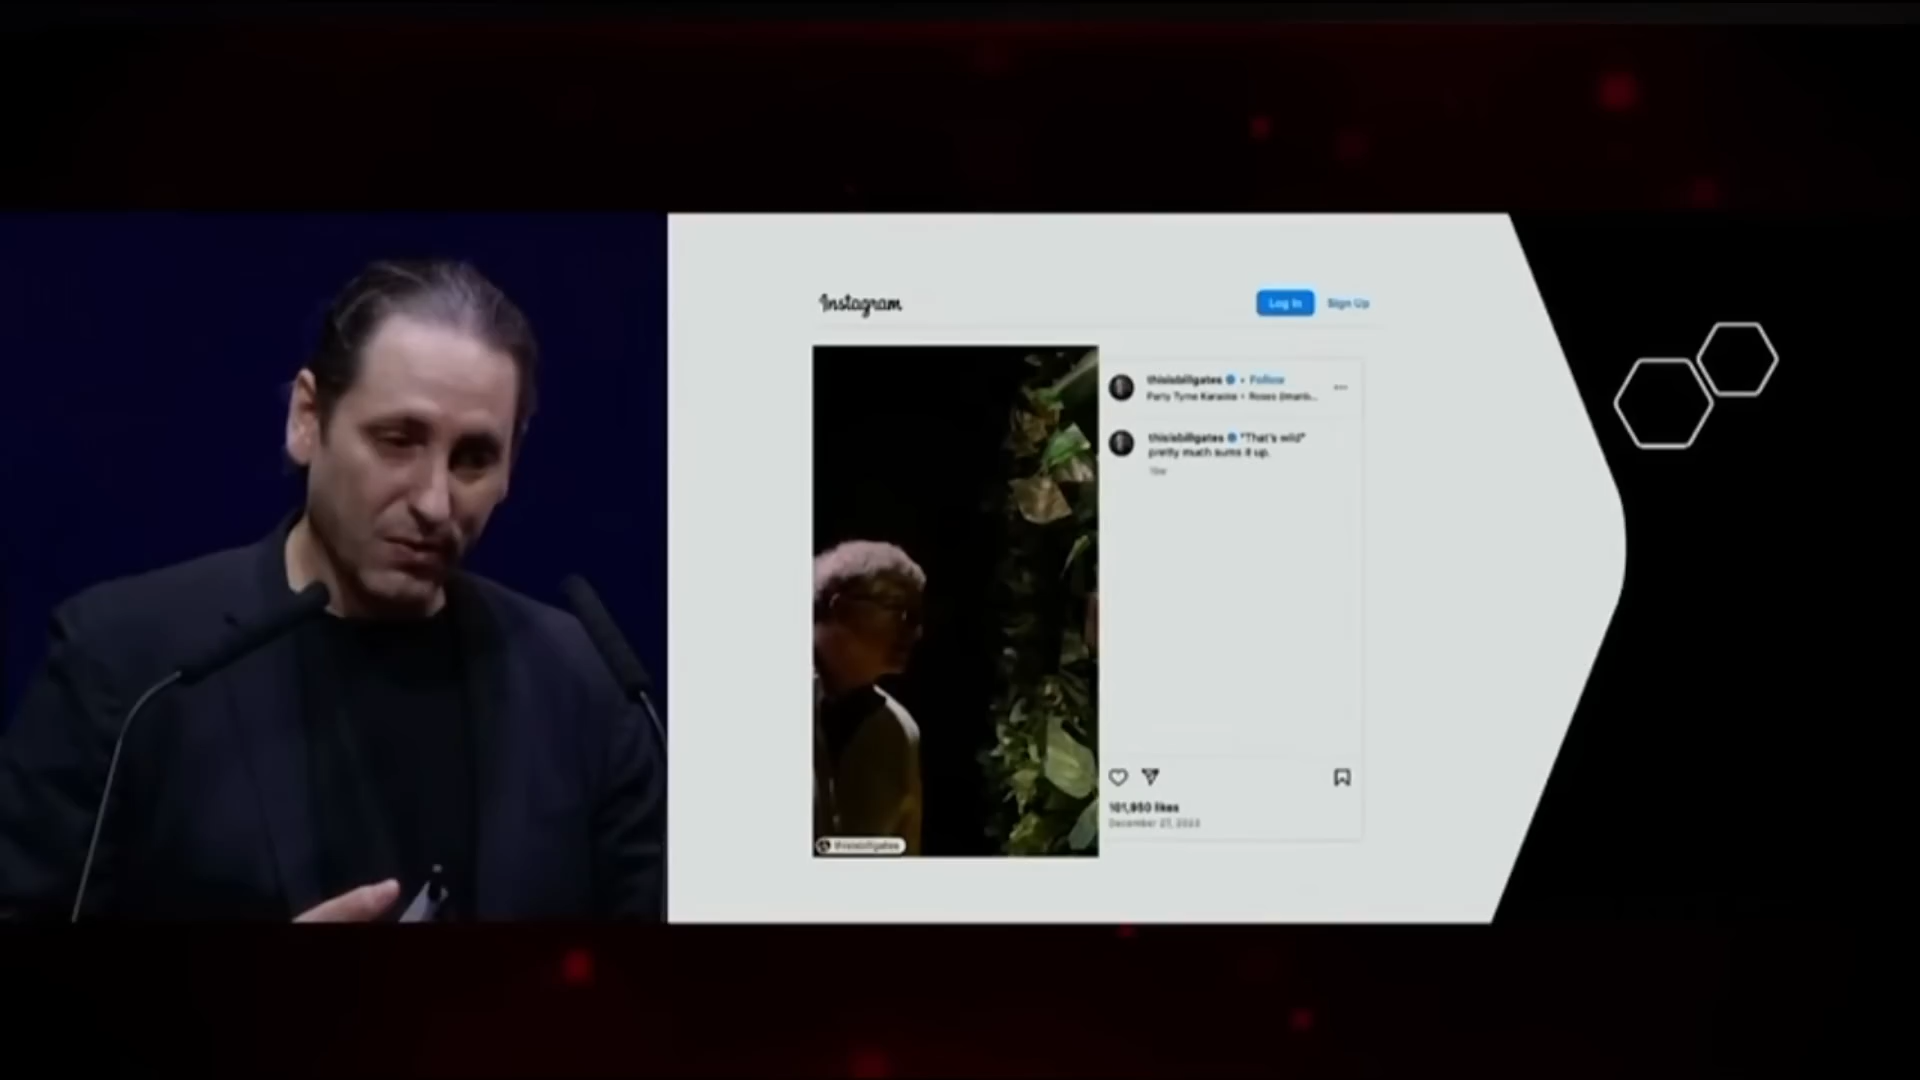 Instagram
Log In
Sign Up
thisisbillgates • Follow
Party Tyme Karaoke • Roses
thisisbillgates "That's wild"
pretty much sums it up.
101,950 likes
December 27,
thisisbillgates